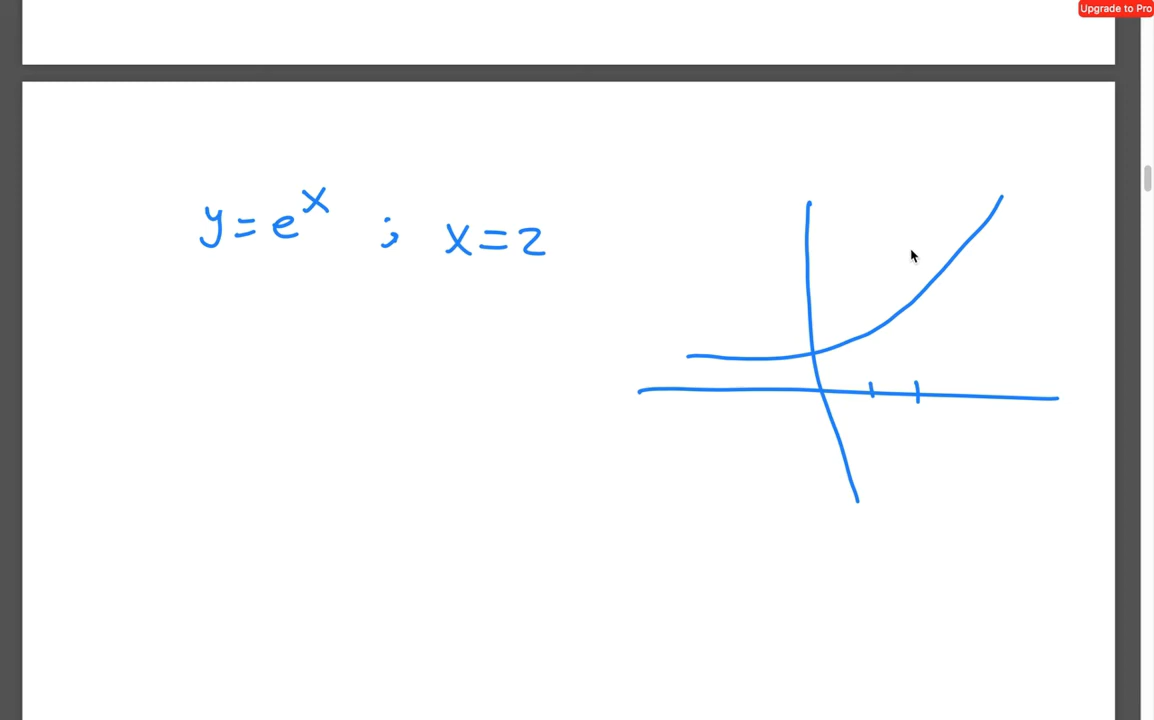 Upgrade to Pro
y = e^x ; x = 2